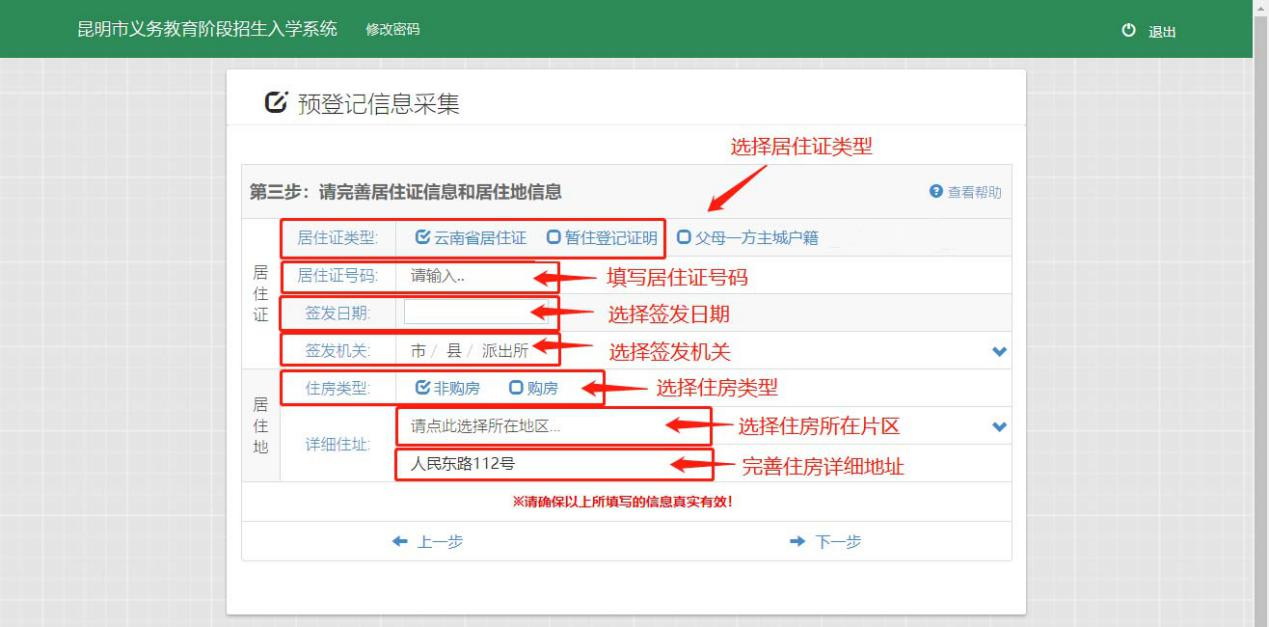 昆明市义务教育阶段招生入学系统 修改密码 退出
预登记信息采集
选择居住证类型
第三步：请完善居住证信息和居住地信息 查看帮助
居住证
居住证类型: 云南省居住证 暂住登记证明 父母一方主城户籍
居住证号码: 请输入.. 填写居住证号码
签发日期: 选择签发日期
签发机关: 市 / 县 / 派出所 选择签发机关
居住地
住房类型: 非购房 购房 选择住房类型
详细住址: 请点此选择所在地区... 选择住房所在片区
人民东路112号 完善住房详细地址
※请确保以上所填写的信息真实有效!
上一步 下一步